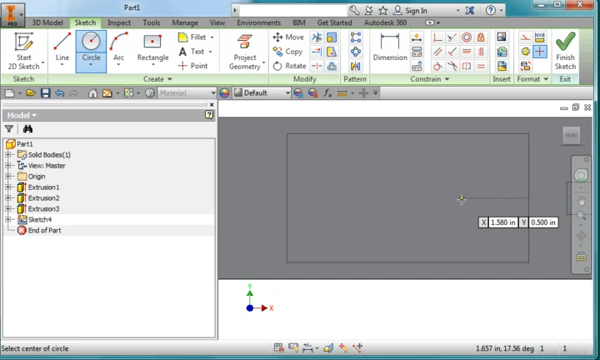 Part1
Sign In
PRO
3D Model Sketch Inspect Tools Manage View Environments BIM Get Started Autodesk 360
Start
2D Sketch
Line
Circle
Arc
Rectangle
Fillet
Text
Point
Project
Geometry
Move
Copy
Rotate
Dimension
Finish
Sketch
Sketch Create Modify Pattern Constrain Insert Format Exit
Material
Default
Model
Part1
Solid Bodies(1)
View: Master
Origin
Extrusion1
Extrusion2
Extrusion3
Sketch4
End of Part
FRONT
X 1.580 in Y 0.500 in
Y
X
Select center of circle
1.657 in, 17.56 deg 1 1